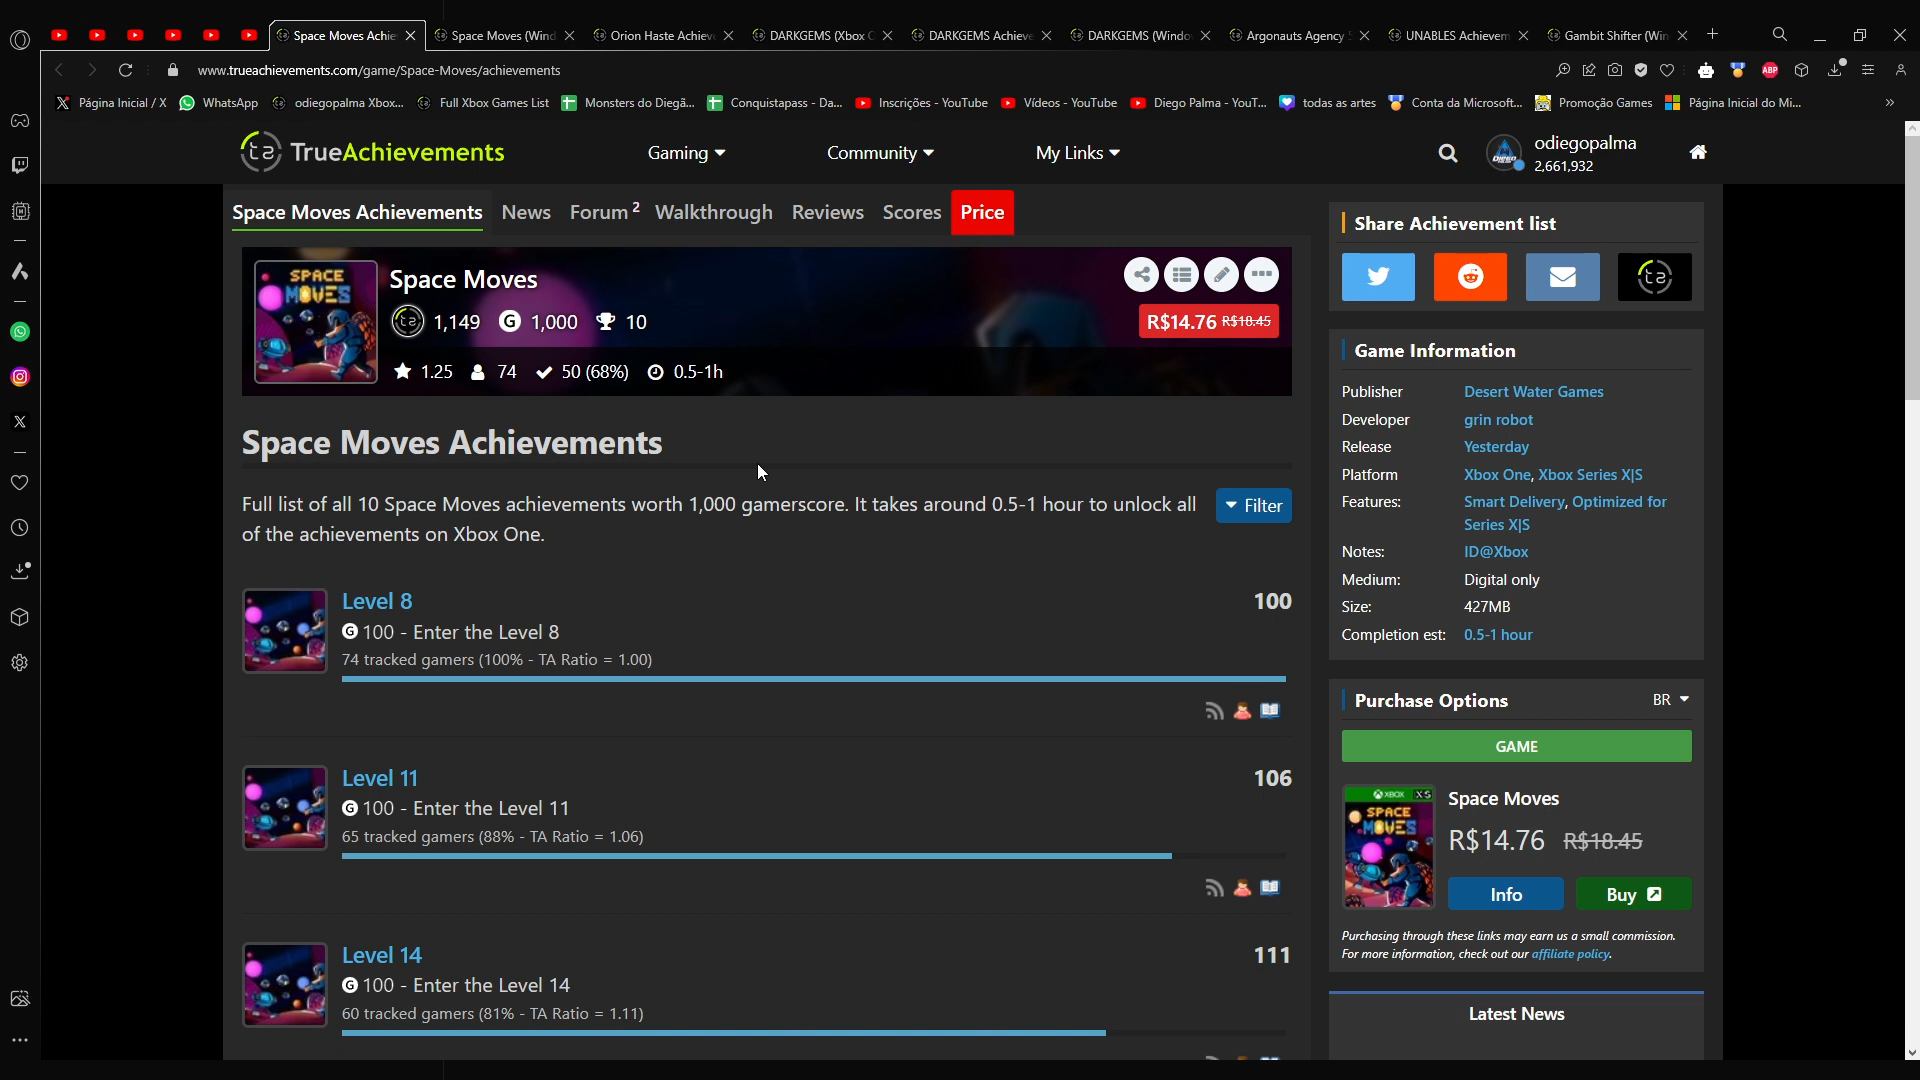 Space Moves Achie
Space Moves (Wind
Orion Haste Achiev
DARKGEMS (Xbox C
DARKGEMS Achieve
DARKGEMS (Windo
Argonauts Agency
UNABLES Achievem
Gambit Shifter (Win
www.trueachievements.com/game/Space-Moves/achievements
ABP
Página Inicial / X
WhatsApp
odiegopalma Xbox...
Full Xbox Games List
Monsters do Diegã...
Conquistapass - Da...
Inscrições - YouTube
Vídeos - YouTube
Diego Palma - YouT...
todas as artes
Conta da Microsoft...
Promoção Games
Página Inicial do Mi...
TrueAchievements
Gaming
Community
My Links
odiegopalma
2,661,932
Space Moves Achievements
News
Forum 2
Walkthrough
Reviews
Scores
Price
SPACE MOVES
Space Moves
1,149
1,000
10
R$14.76 R$18.45
1.25
74
50 (68%)
0.5-1h
Space Moves Achievements
Full list of all 10 Space Moves achievements worth 1,000 gamerscore. It takes around 0.5-1 hour to unlock all
of the achievements on Xbox One.
Filter
Level 8
100
100 - Enter the Level 8
74 tracked gamers (100% - TA Ratio = 1.00)
Level 11
106
100 - Enter the Level 11
65 tracked gamers (88% - TA Ratio = 1.06)
Level 14
111
100 - Enter the Level 14
60 tracked gamers (81% - TA Ratio = 1.11)
Share Achievement list
Game Information
Publisher Desert Water Games
Developer grin robot
Release Yesterday
Platform Xbox One, Xbox Series X|S
Features: Smart Delivery, Optimized for
Series X|S
Notes: ID@Xbox
Medium: Digital only
Size: 427MB
Completion est: 0.5-1 hour
Purchase Options
BR
GAME
XBOX X S
SPACE MOVES
Space Moves
R$14.76 R$18.45
Info
Buy
Purchasing through these links may earn us a small commission.
For more information, check out our affiliate policy.
Latest News